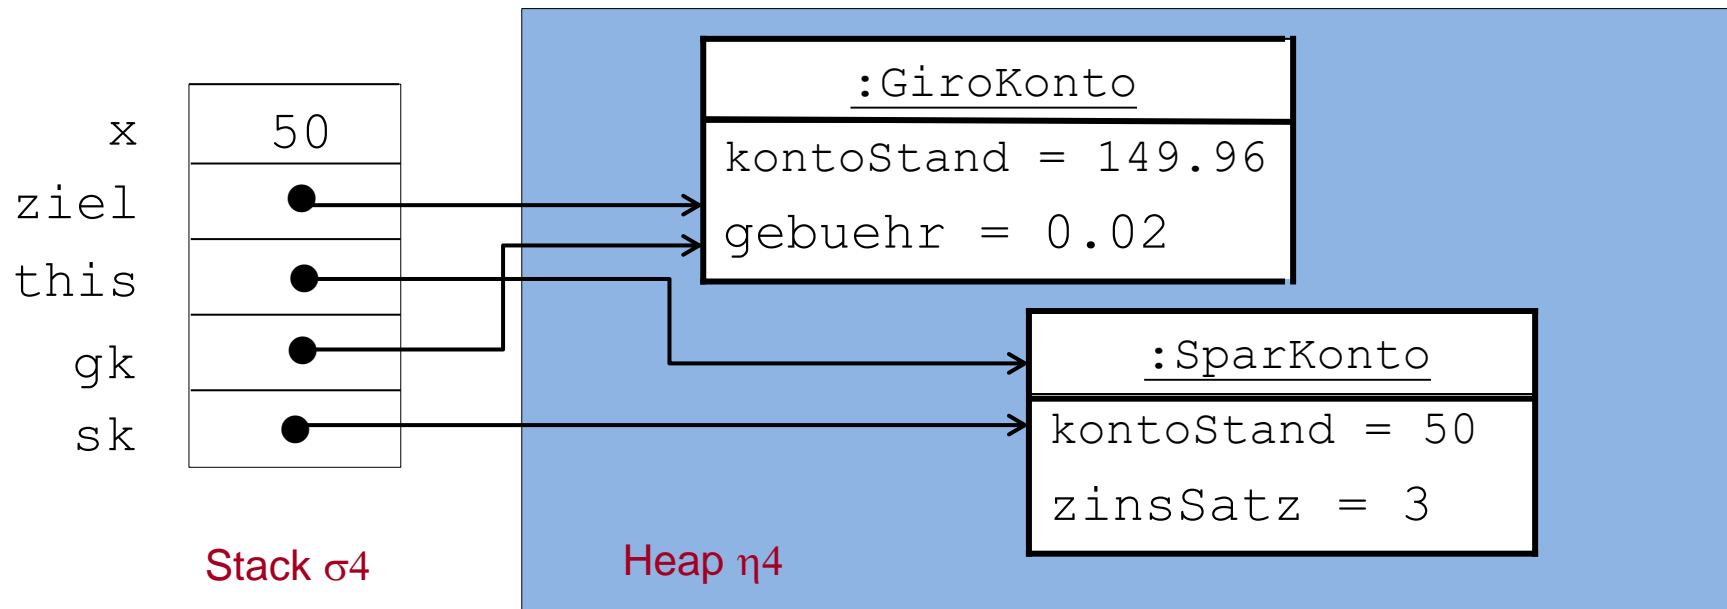 x 50
ziel
this
gk
sk
Stack σ4
:GiroKonto
kontoStand = 149.96
gebuehr = 0.02
:SparKonto
kontoStand = 50
zinsSatz = 3
Heap η4